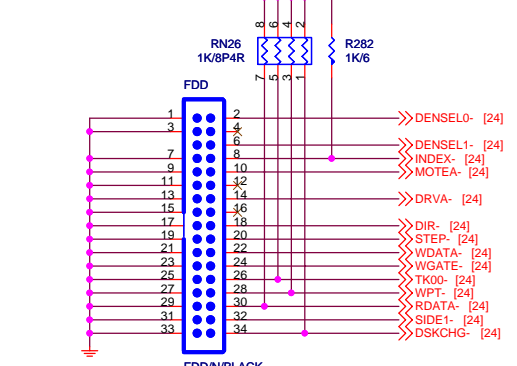 8 6 4 2
RN26
1K/8P4R
R282
1K/6
7 5 3 1
FDD
1 2 DENSEL0- [24]
3 4
6 DENSEL1- [24]
7 8 INDEX- [24]
9 10 MOTEA- [24]
11 12
13 14 DRVA- [24]
15 16
17 18 DIR- [24]
19 20 STEP- [24]
21 22 WDATA- [24]
23 24 WGATE- [24]
25 26 TK00- [24]
27 28 WPT- [24]
29 30 RDATA- [24]
31 32 SIDE1- [24]
33 34 DSKCHG- [24]
FDD/N/BLACK